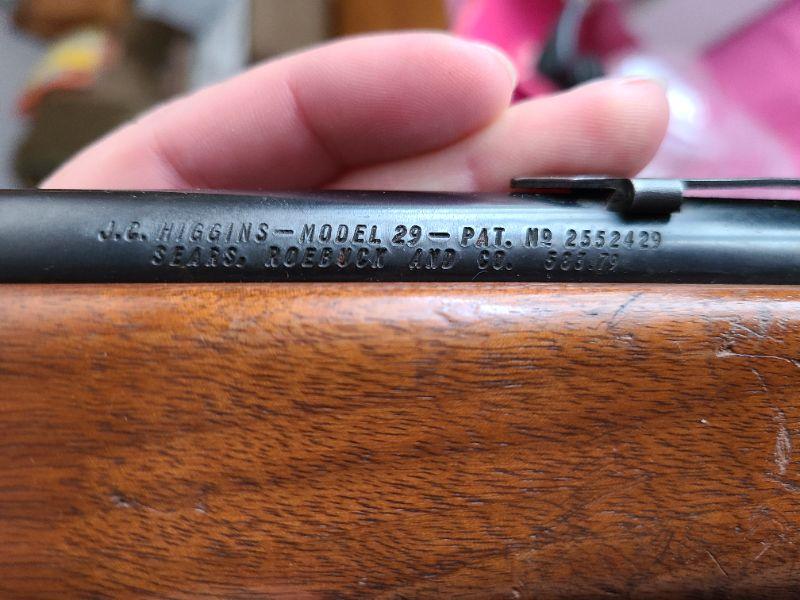 J.C. HIGGINS — MODEL 29 — PAT. Nº 2552429
SEARS, ROEBUCK AND CO. 583.79